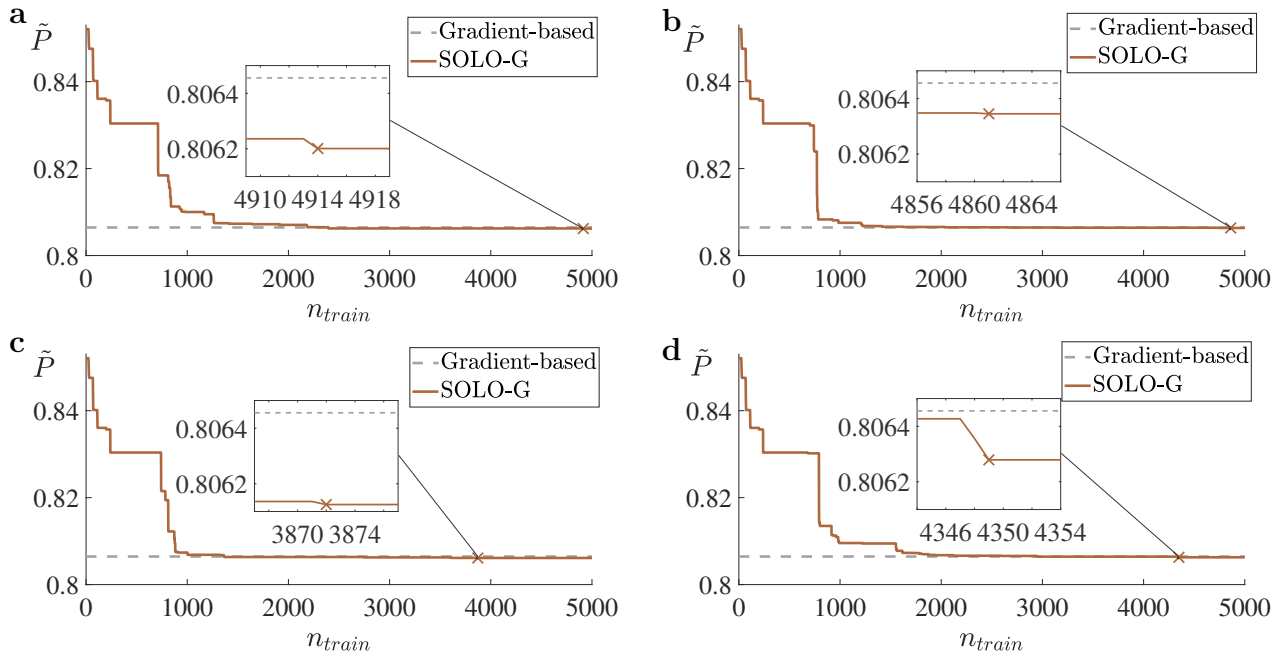 a
P̃
Gradient-based
SOLO-G
0.84
0.82
0.8
0.8064
0.8062
4910 4914 4918
0 1000 2000 3000 4000 5000
n_train
b
P̃
Gradient-based
SOLO-G
0.84
0.82
0.8
0.8064
0.8062
4856 4860 4864
0 1000 2000 3000 4000 5000
n_train
c
P̃
Gradient-based
SOLO-G
0.84
0.82
0.8
0.8064
0.8062
3870 3874
0 1000 2000 3000 4000 5000
n_train
d
P̃
Gradient-based
SOLO-G
0.84
0.82
0.8
0.8064
0.8062
4346 4350 4354
0 1000 2000 3000 4000 5000
n_train